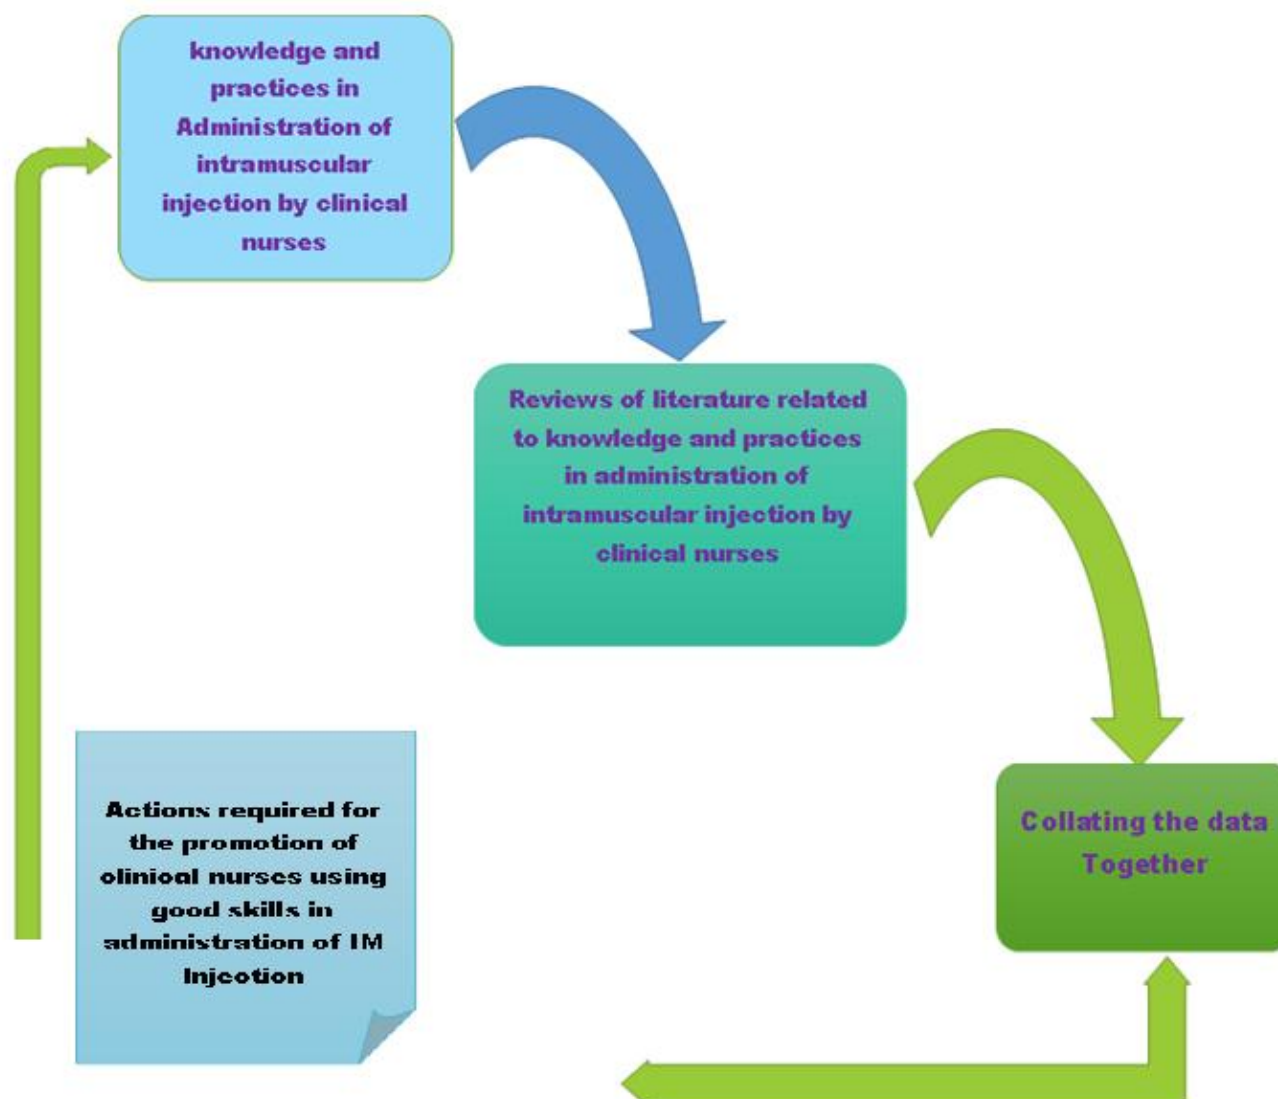 knowledge and
practices in
Administration of
intramuscular
injection by clinical
nurses
Reviews of literature related
to knowledge and practices
in administration of
intramuscular injection by
clinical nurses
Collating the data
Together
Actions required for
the promotion of
clinical nurses using
good skills in
administration of IM
Injection